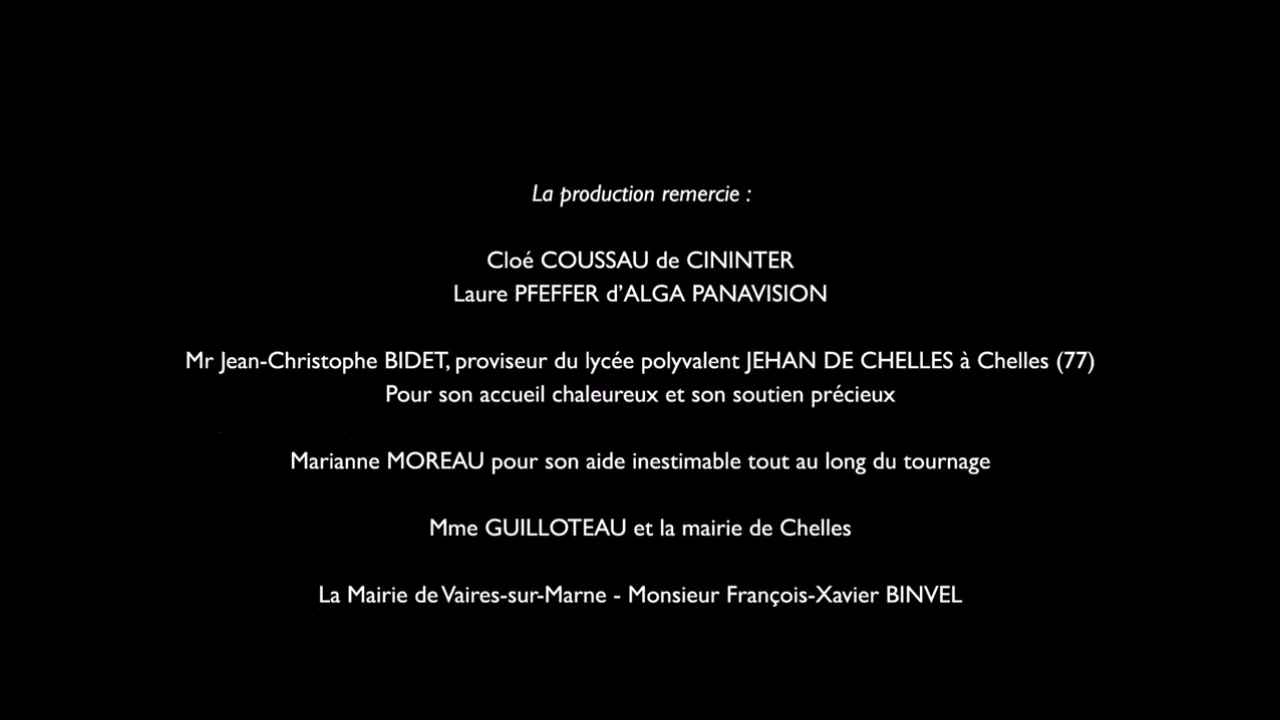 La production remercie :
Cloé COUSSAU de CININTER
Laure PFEFFER d’ALGA PANAVISION
Mr Jean-Christophe BIDET, proviseur du lycée polyvalent JEHAN DE CHELLES à Chelles (77)
Pour son accueil chaleureux et son soutien précieux
Marianne MOREAU pour son aide inestimable tout au long du tournage
Mme GUILLOTEAU et la mairie de Chelles
La Mairie de Vaires-sur-Marne - Monsieur François-Xavier BINVEL